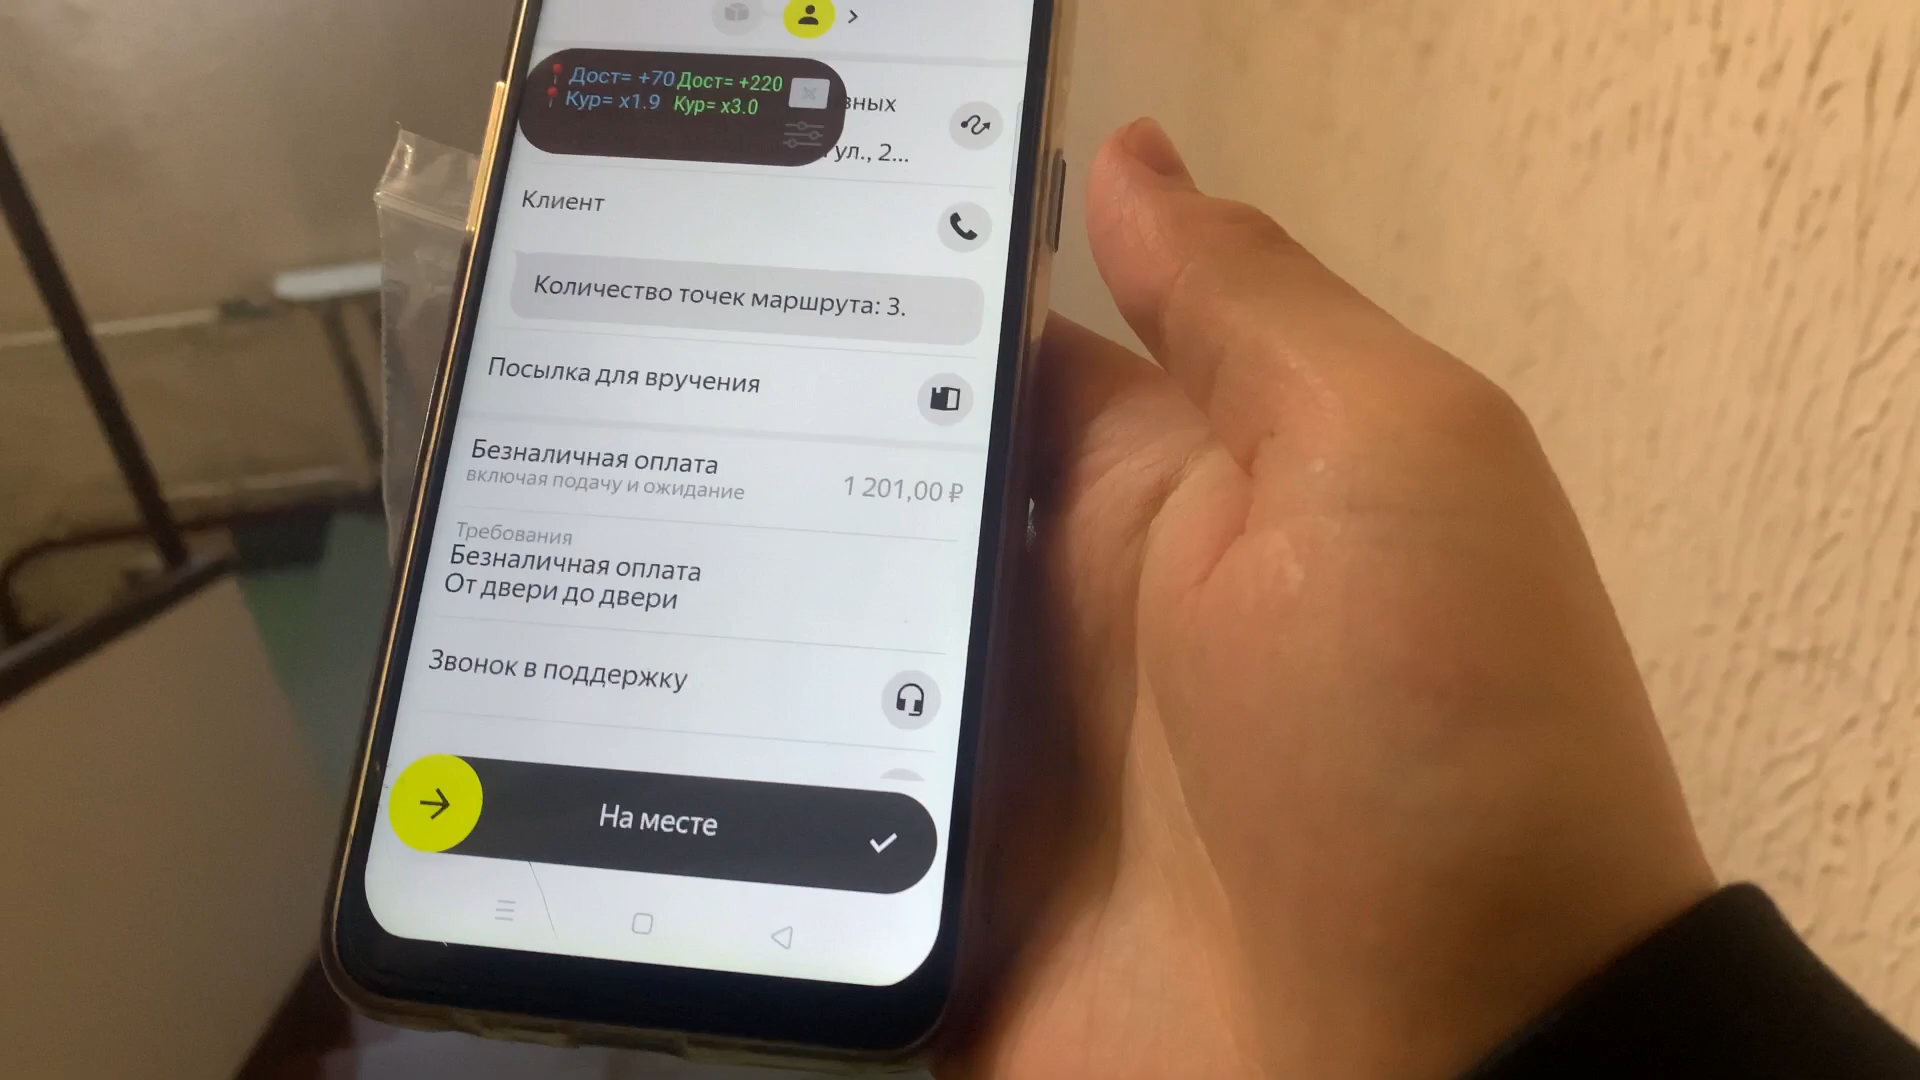 Дост= +70 Дост= +220
Кур= x1.9 Кур= x3.0
ул., 2...
Клиент
Количество точек маршрута: 3.
Посылка для вручения
Безналичная оплата
включая подачу и ожидание
1 201,00 ₽
Требования
Безналичная оплата
От двери до двери
Звонок в поддержку
На месте